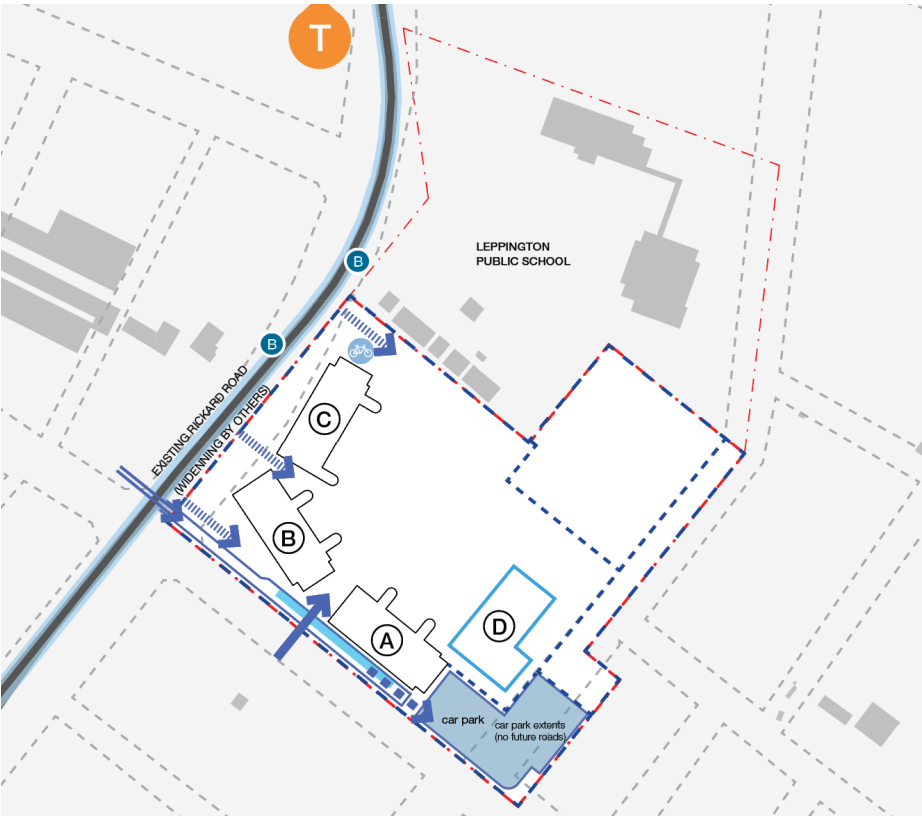 T
B
LEPPINGTON
PUBLIC SCHOOL
B
EXISTING RICKARD ROAD
(WIDENNING BY OTHERS)
C
B
A
D
car park
car park extents
(no future roads)